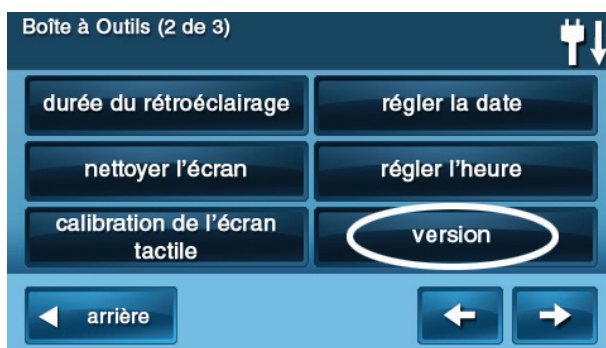 Boîte à Outils (2 de 3)
durée du rétroéclairage
régler la date
nettoyer l'écran
régler l'heure
calibration de l'écran
tactile
version
arrière